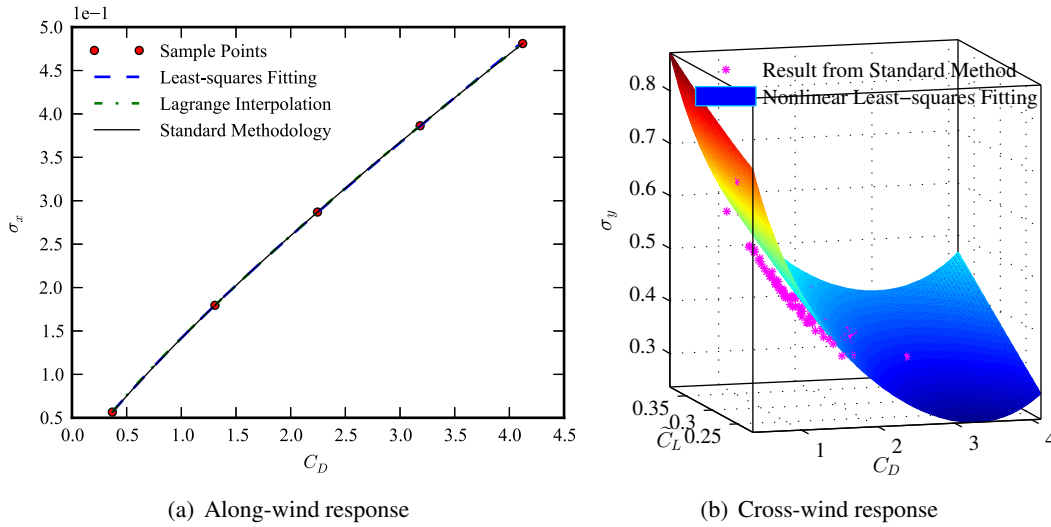 1e−1
5.0
4.5
4.0
3.5
3.0
2.5
2.0
1.5
1.0
0.5
σx
0.0 0.5 1.0 1.5 2.0 2.5 3.0 3.5 4.0 4.5
C_D
Sample Points
Least-squares Fitting
Lagrange Interpolation
Standard Methodology
(a) Along-wind response
Result from Standard Method
Nonlinear Least−squares Fitting
0.8
0.7
0.6
0.5
0.4
0.3
σy
0.35
0.3
0.25
C̃_L
1 2 3 4
C_D
(b) Cross-wind response